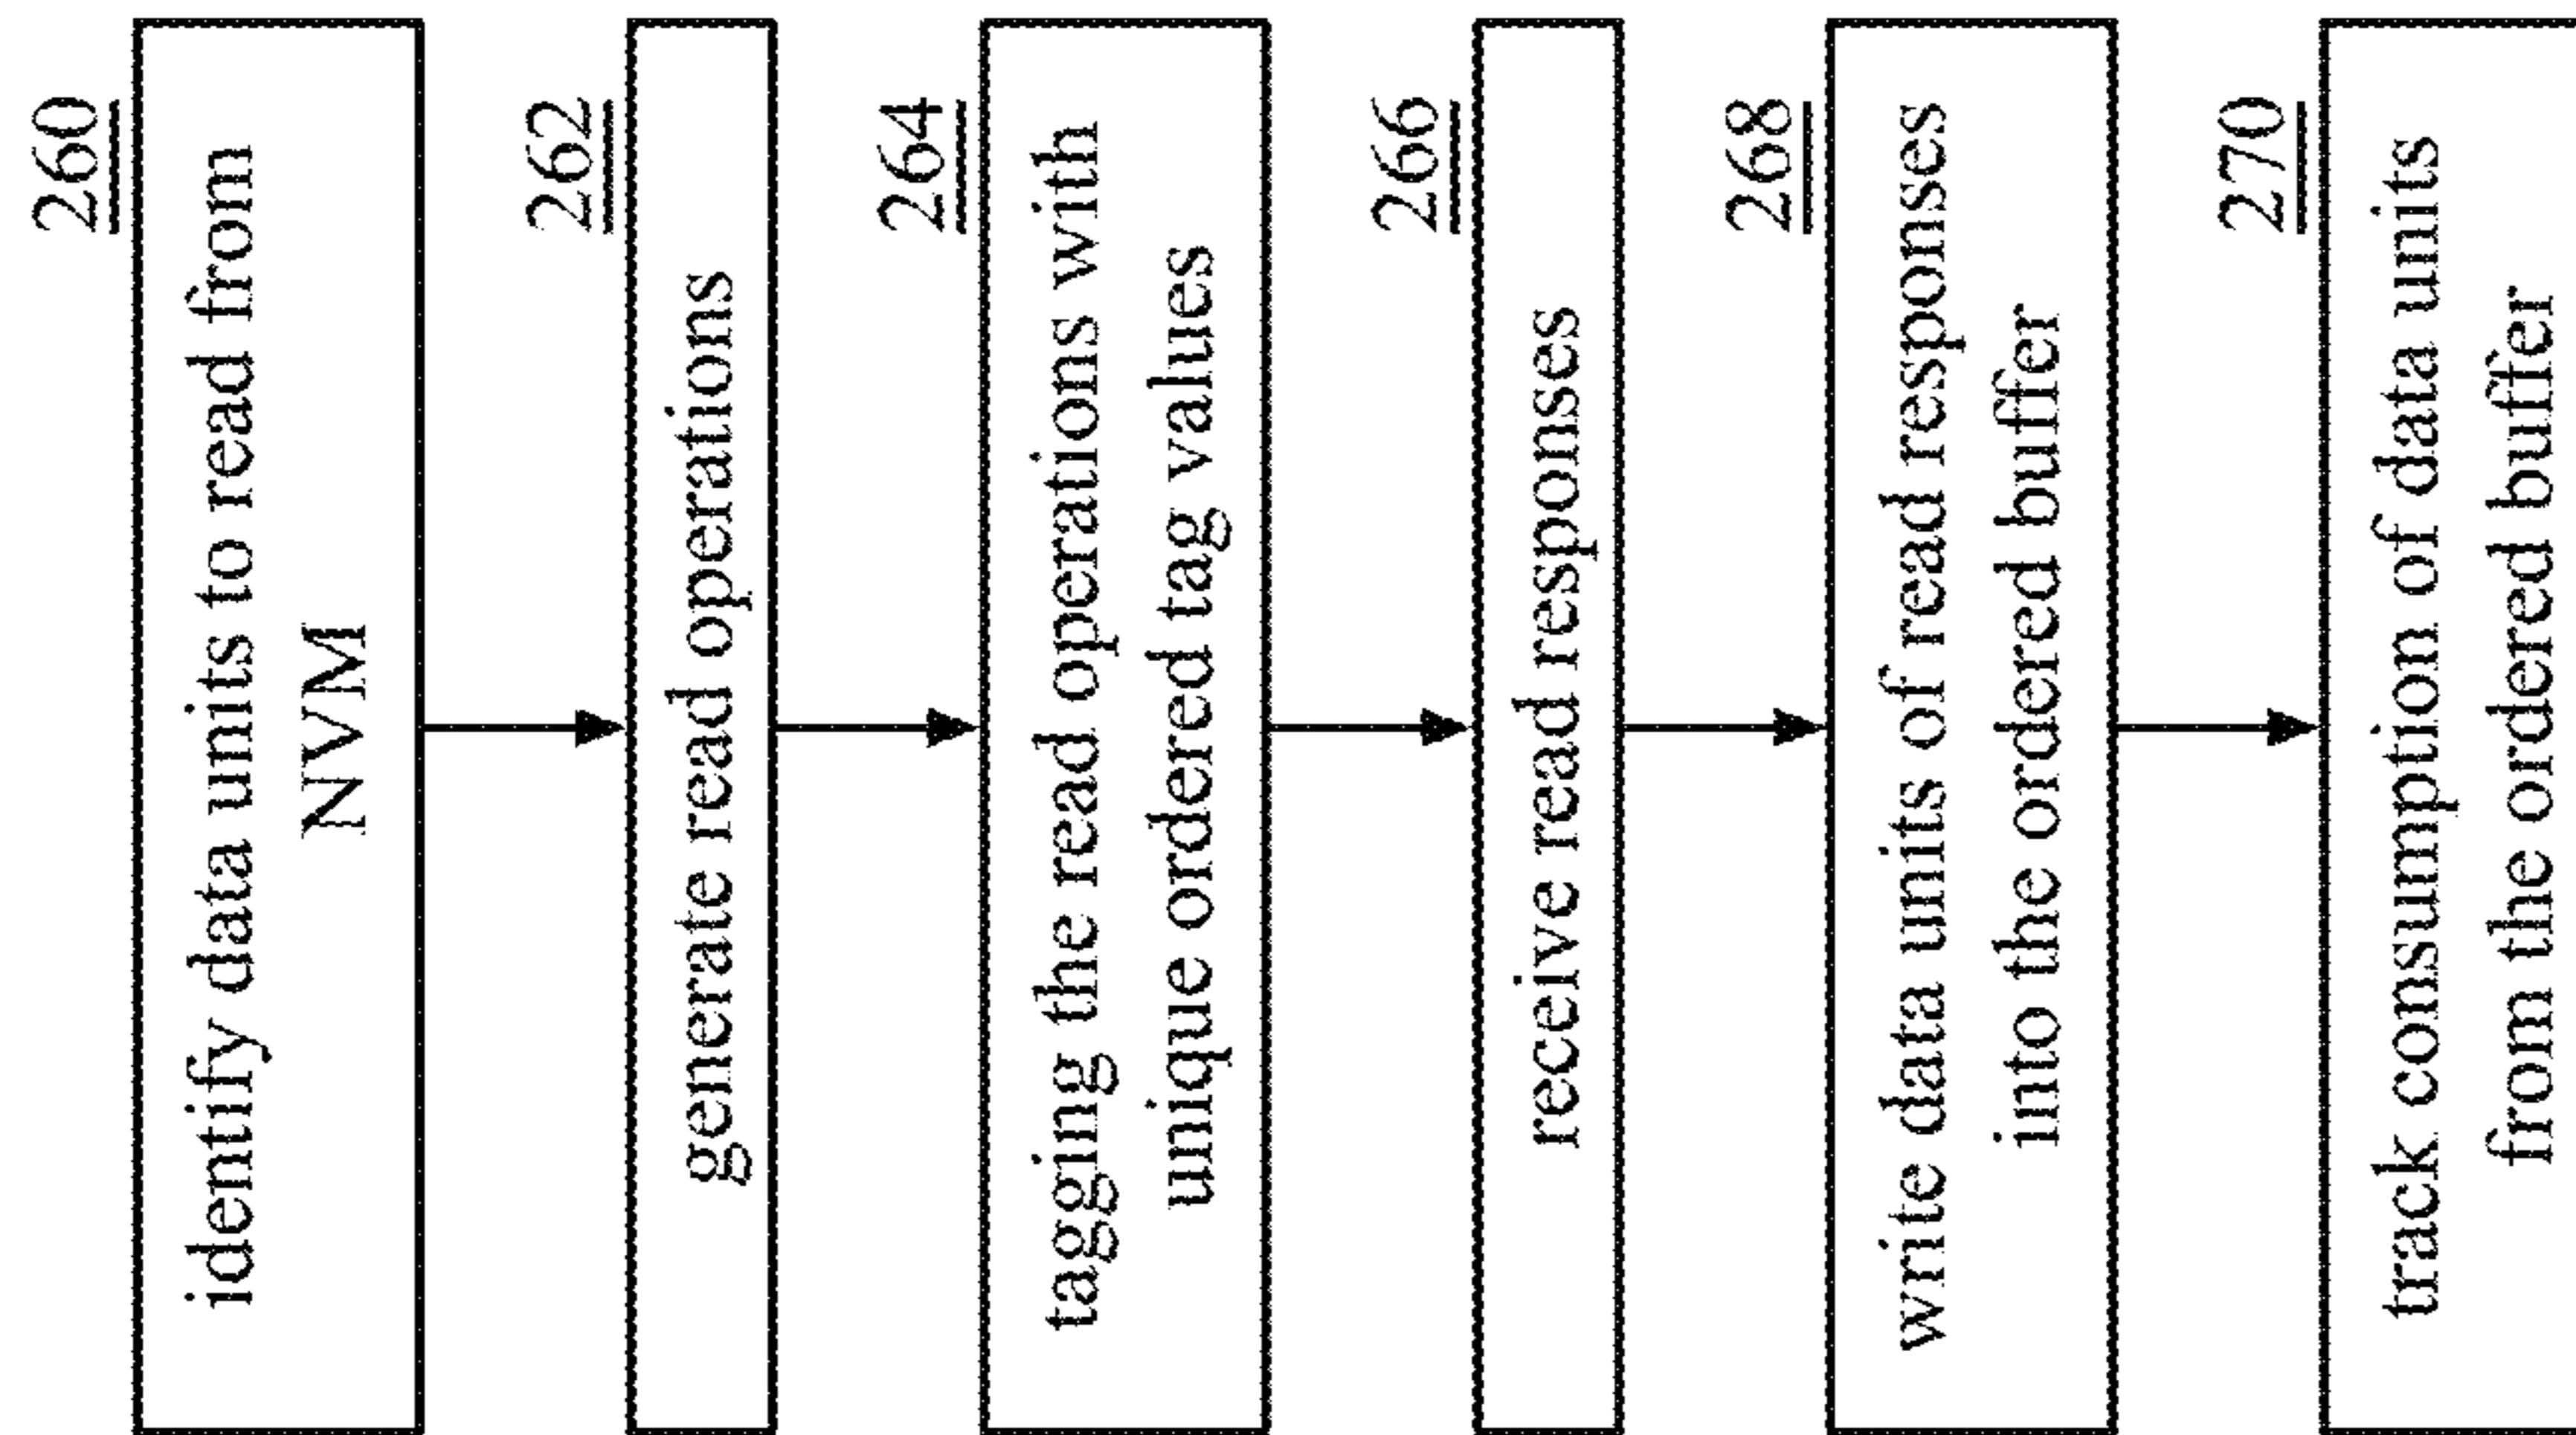 260
identify data units to read from
NVM
262
generate read operations
264
tagging the read operations with
unique ordered tag values
266
receive read responses
268
write data units of read responses
into the ordered buffer
270
track consumption of data units
from the ordered buffer